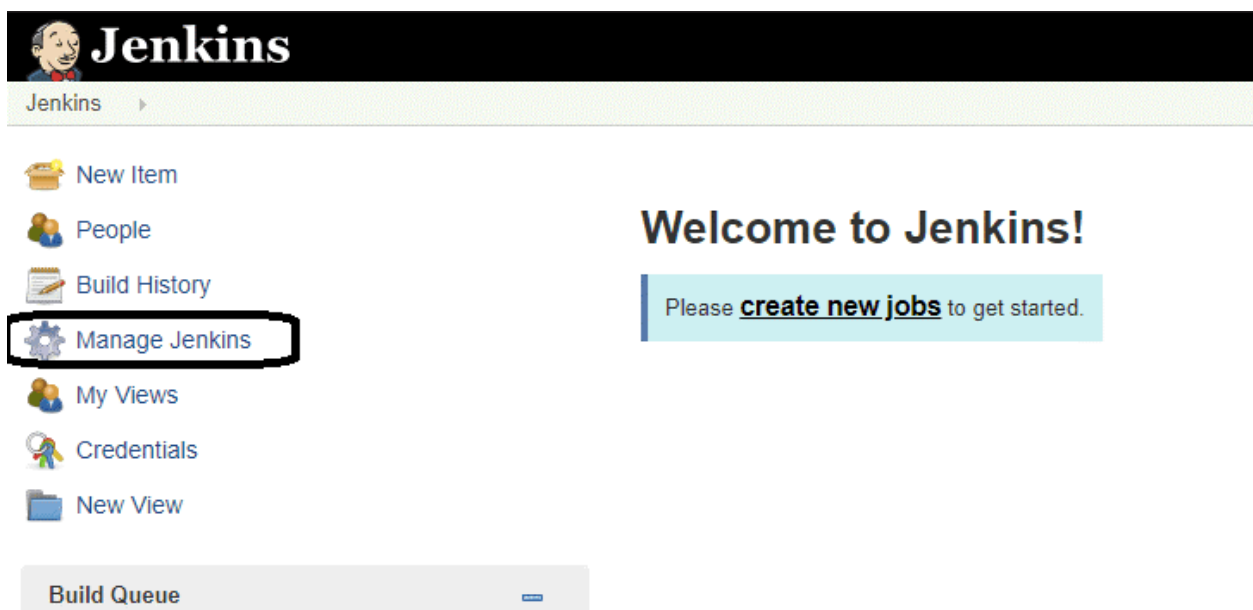 Jenkins
Jenkins
New Item
People
Build History
Manage Jenkins
My Views
Credentials
New View
Build Queue
Welcome to Jenkins!
Please create new jobs to get started.